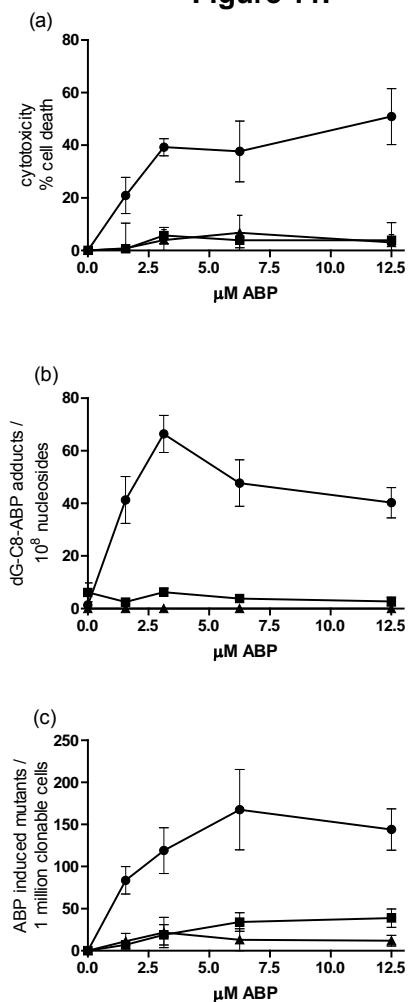 (a)
80
60
40
20
0
cytotoxicity
% cell death
0.0 2.5 5.0 7.5 10.0 12.5
µM ABP
(b)
80
60
40
20
0
dG-C8-ABP adducts /
10⁸ nucleosides
0.0 2.5 5.0 7.5 10.0 12.5
µM ABP
(c)
250
200
150
100
50
0
ABP induced mutants /
1 million clonable cells
0.0 2.5 5.0 7.5 10.0 12.5
µM ABP